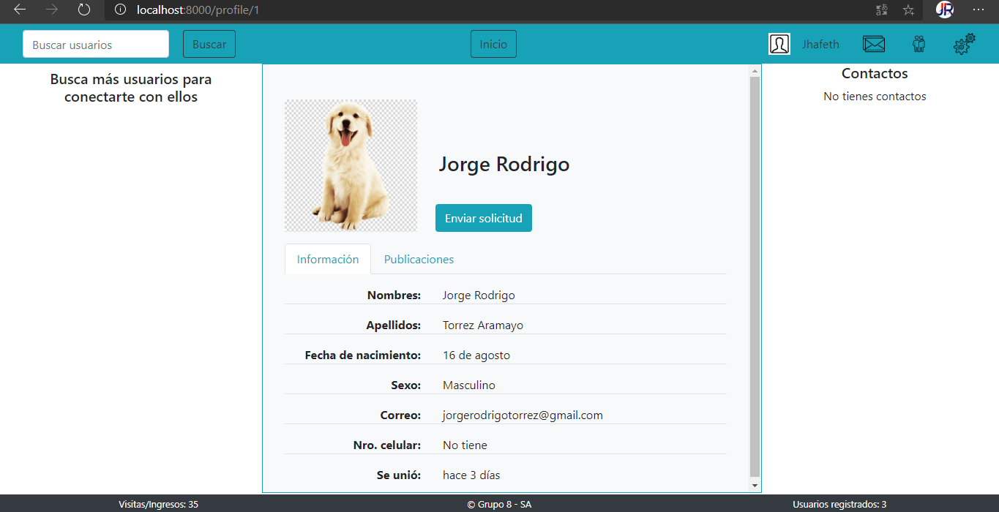 localhost:8000/profile/1
JR
Buscar usuarios
Buscar
Inicio
Jhafeth
Busca más usuarios para
conectarte con ellos
Jorge Rodrigo
Enviar solicitud
Información
Publicaciones
Nombres: Jorge Rodrigo
Apellidos: Torrez Aramayo
Fecha de nacimiento: 16 de agosto
Sexo: Masculino
Correo: jorgerodrigotorrez@gmail.com
Nro. celular: No tiene
Se unió: hace 3 días
Contactos
No tienes contactos
Visitas/Ingresos: 35
© Grupo 8 - SA
Usuarios registrados: 3